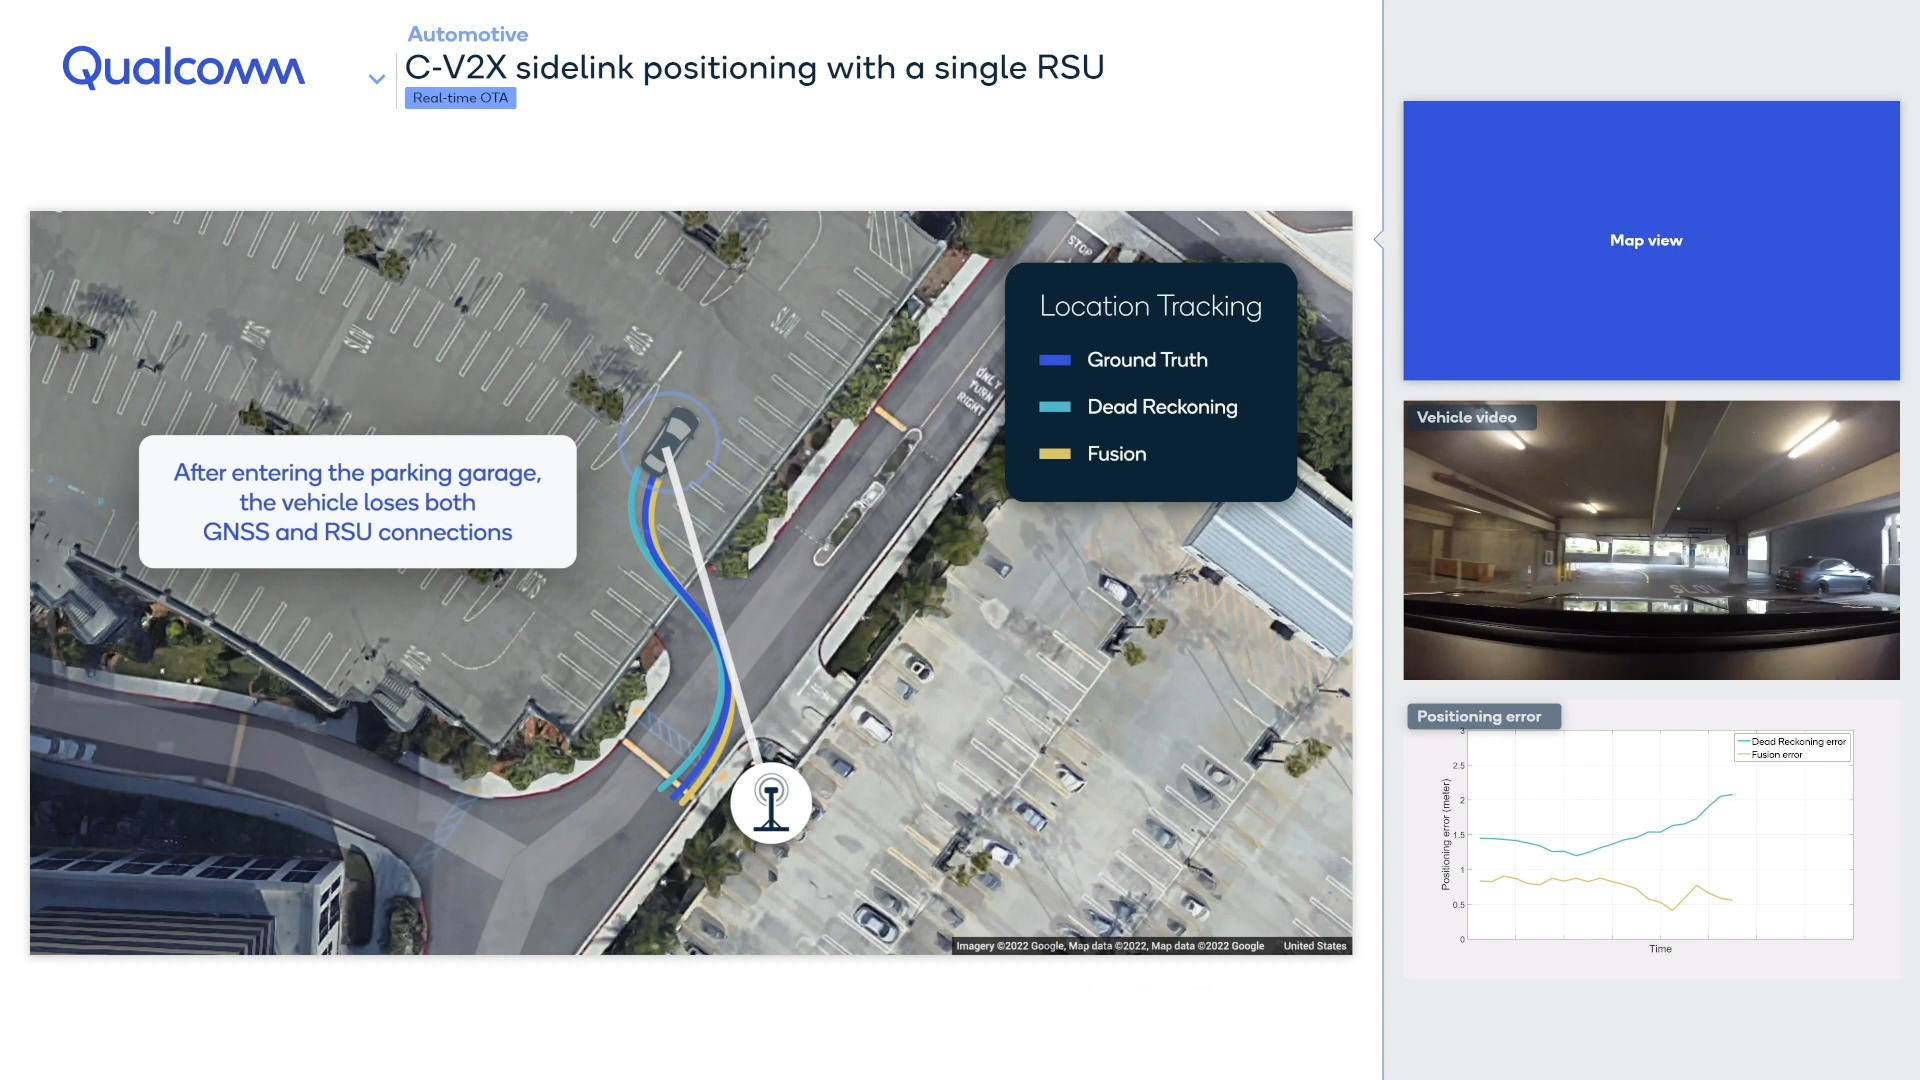 Qualcomm
Automotive
C-V2X sidelink positioning with a single RSU
Real-time OTA
STOP
ONLY
TURN
RIGHT
Location Tracking
Ground Truth
Dead Reckoning
Fusion
After entering the parking garage,
the vehicle loses both
GNSS and RSU connections
Imagery ©2022 Google, Map data ©2022, Map data ©2022 Google United States
Map view
Vehicle video
Positioning error
Dead Reckoning error
Fusion error
Positioning error (meter)
3
2.5
2
1.5
1
0.5
0
Time